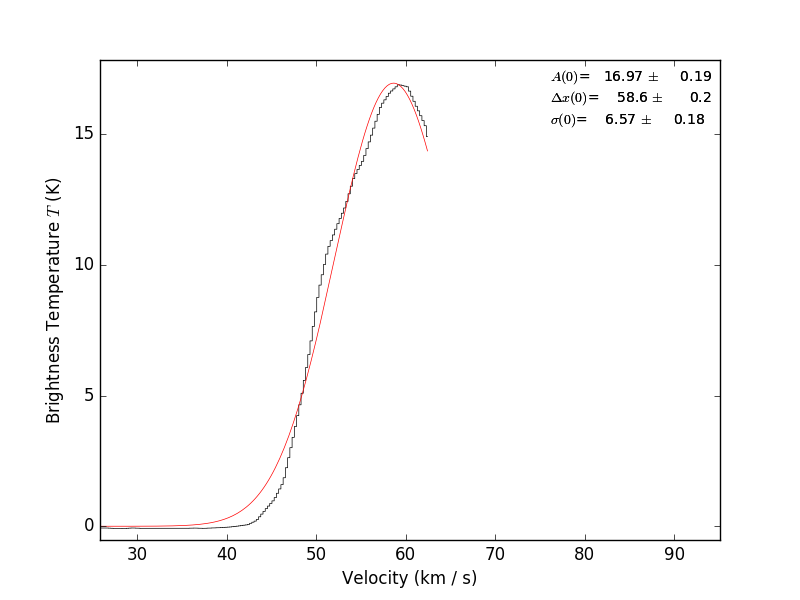 A(0)= 16.97 ± 0.19
Δx(0)= 58.6 ± 0.2
σ(0)= 6.57 ± 0.18
15
10
5
0
Brightness Temperature T (K)
30 40 50 60 70 80 90
Velocity (km / s)